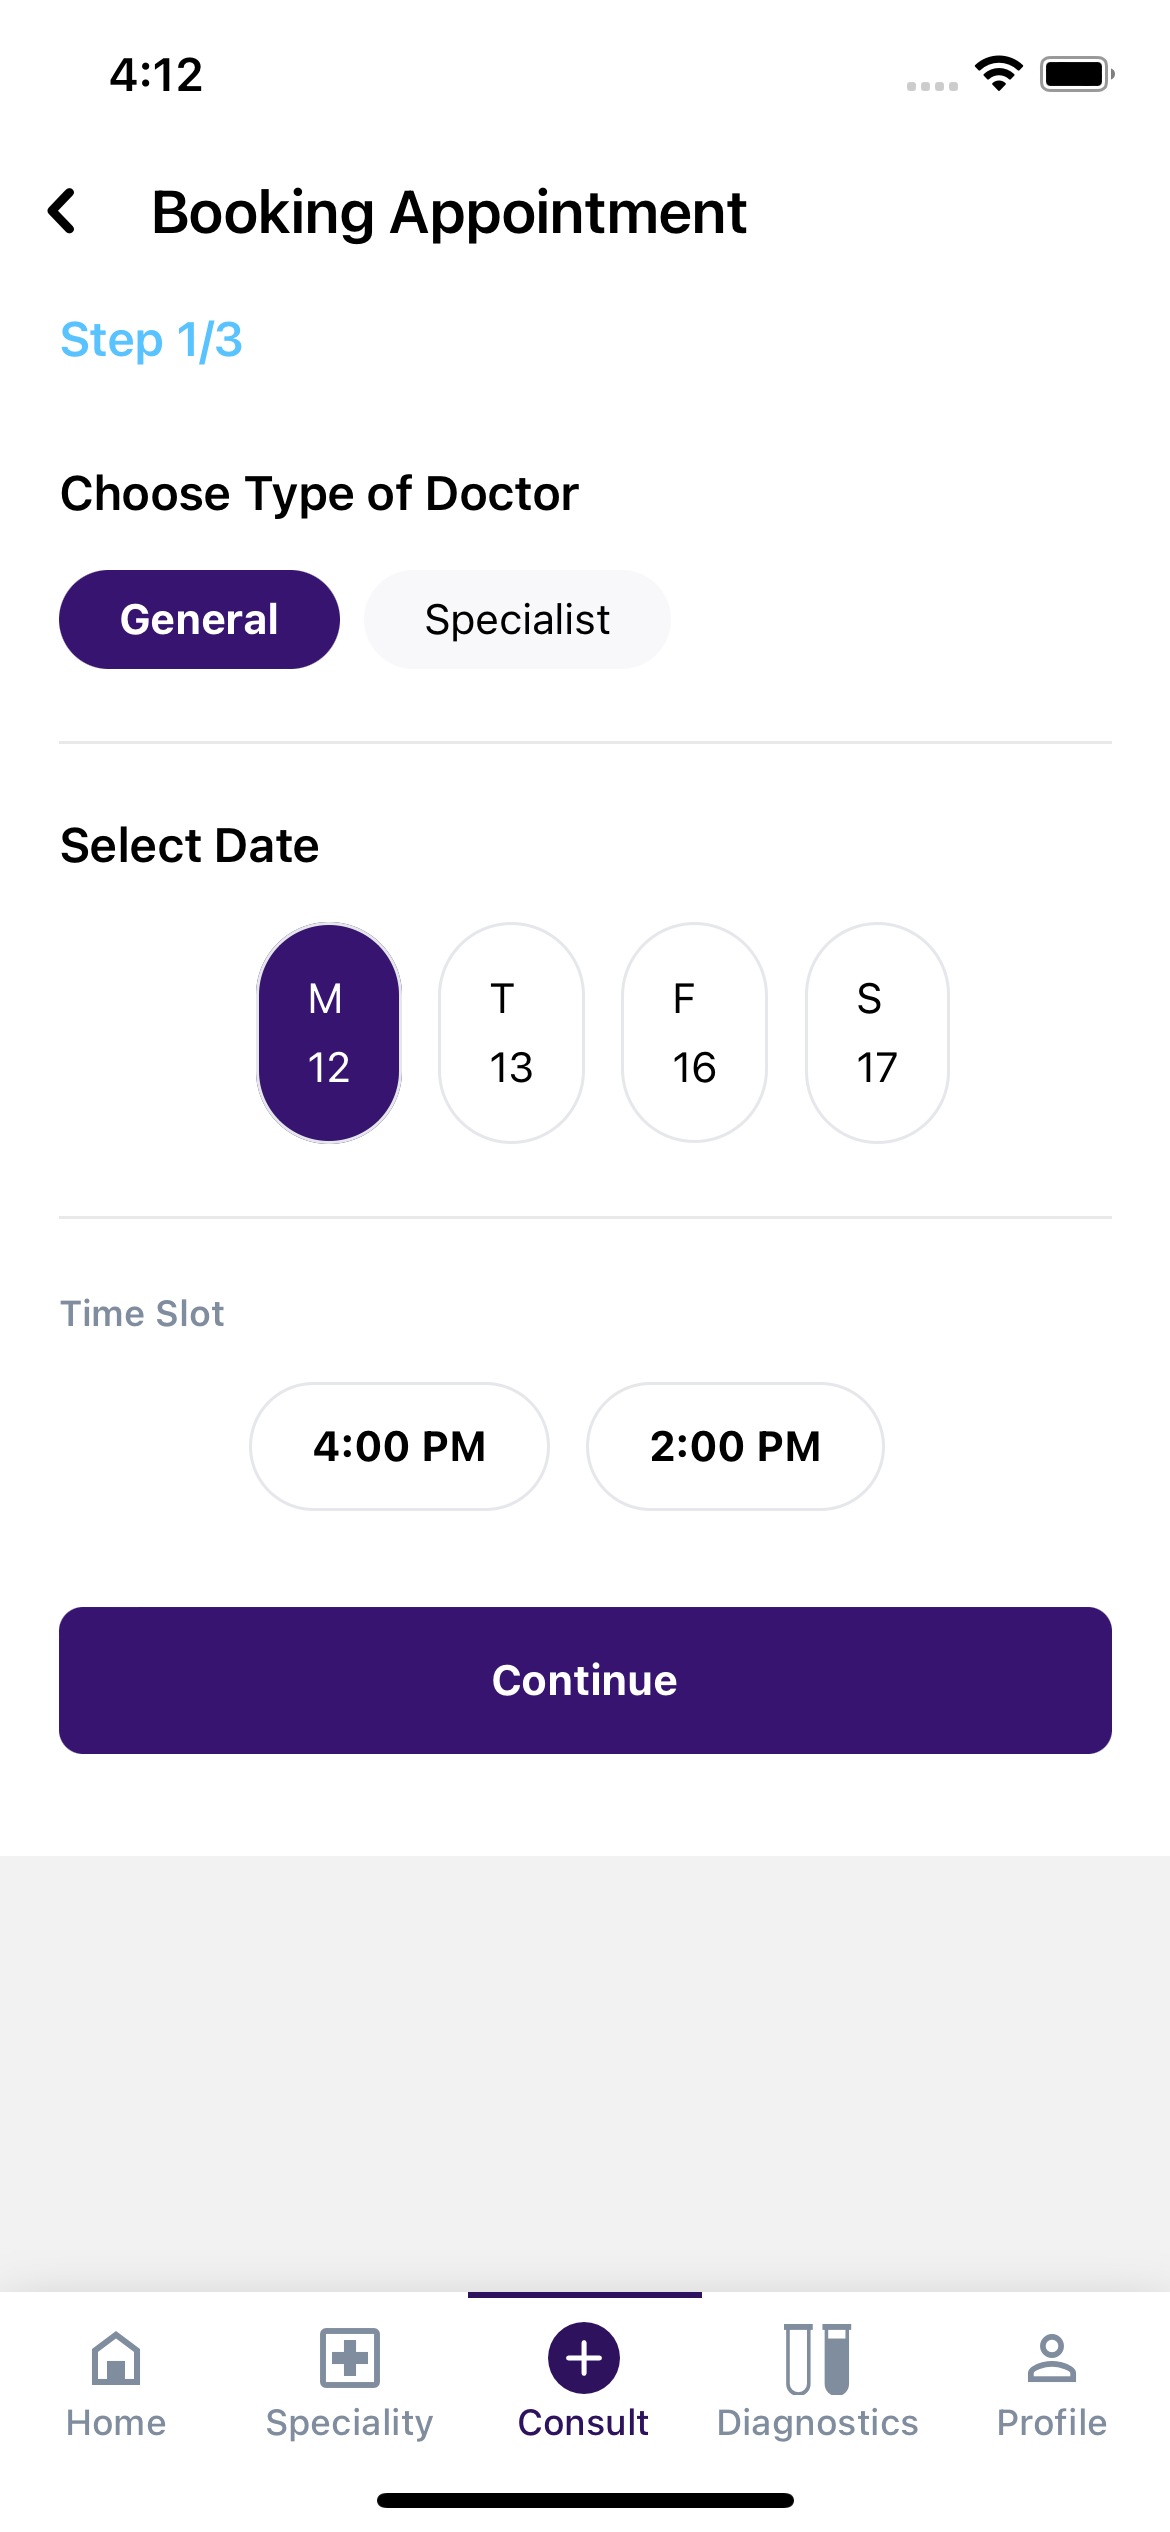 4:12
Booking Appointment
Step 1/3
Choose Type of Doctor
General Specialist
Select Date
M T F S
12 13 16 17
Time Slot
4:00 PM 2:00 PM
Continue
Home Speciality Consult Diagnostics Profile